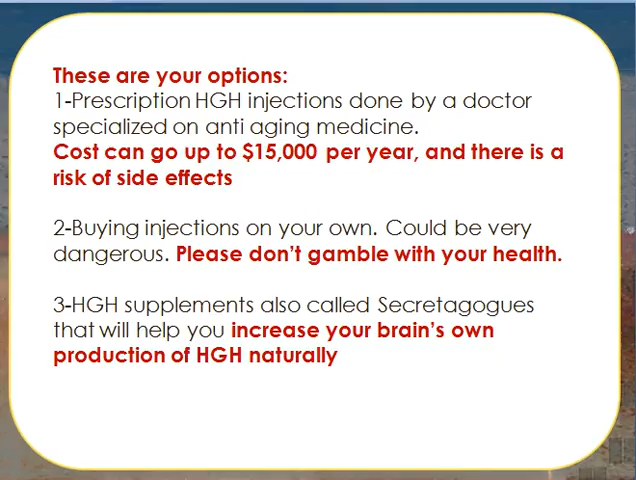 These are your options:
1-Prescription HGH injections done by a doctor
specialized on anti aging medicine.
Cost can go up to $15,000 per year, and there is a
risk of side effects
2-Buying injections on your own. Could be very
dangerous. Please don't gamble with your health.
3-HGH supplements also called Secretagogues
that will help you increase your brain's own
production of HGH naturally